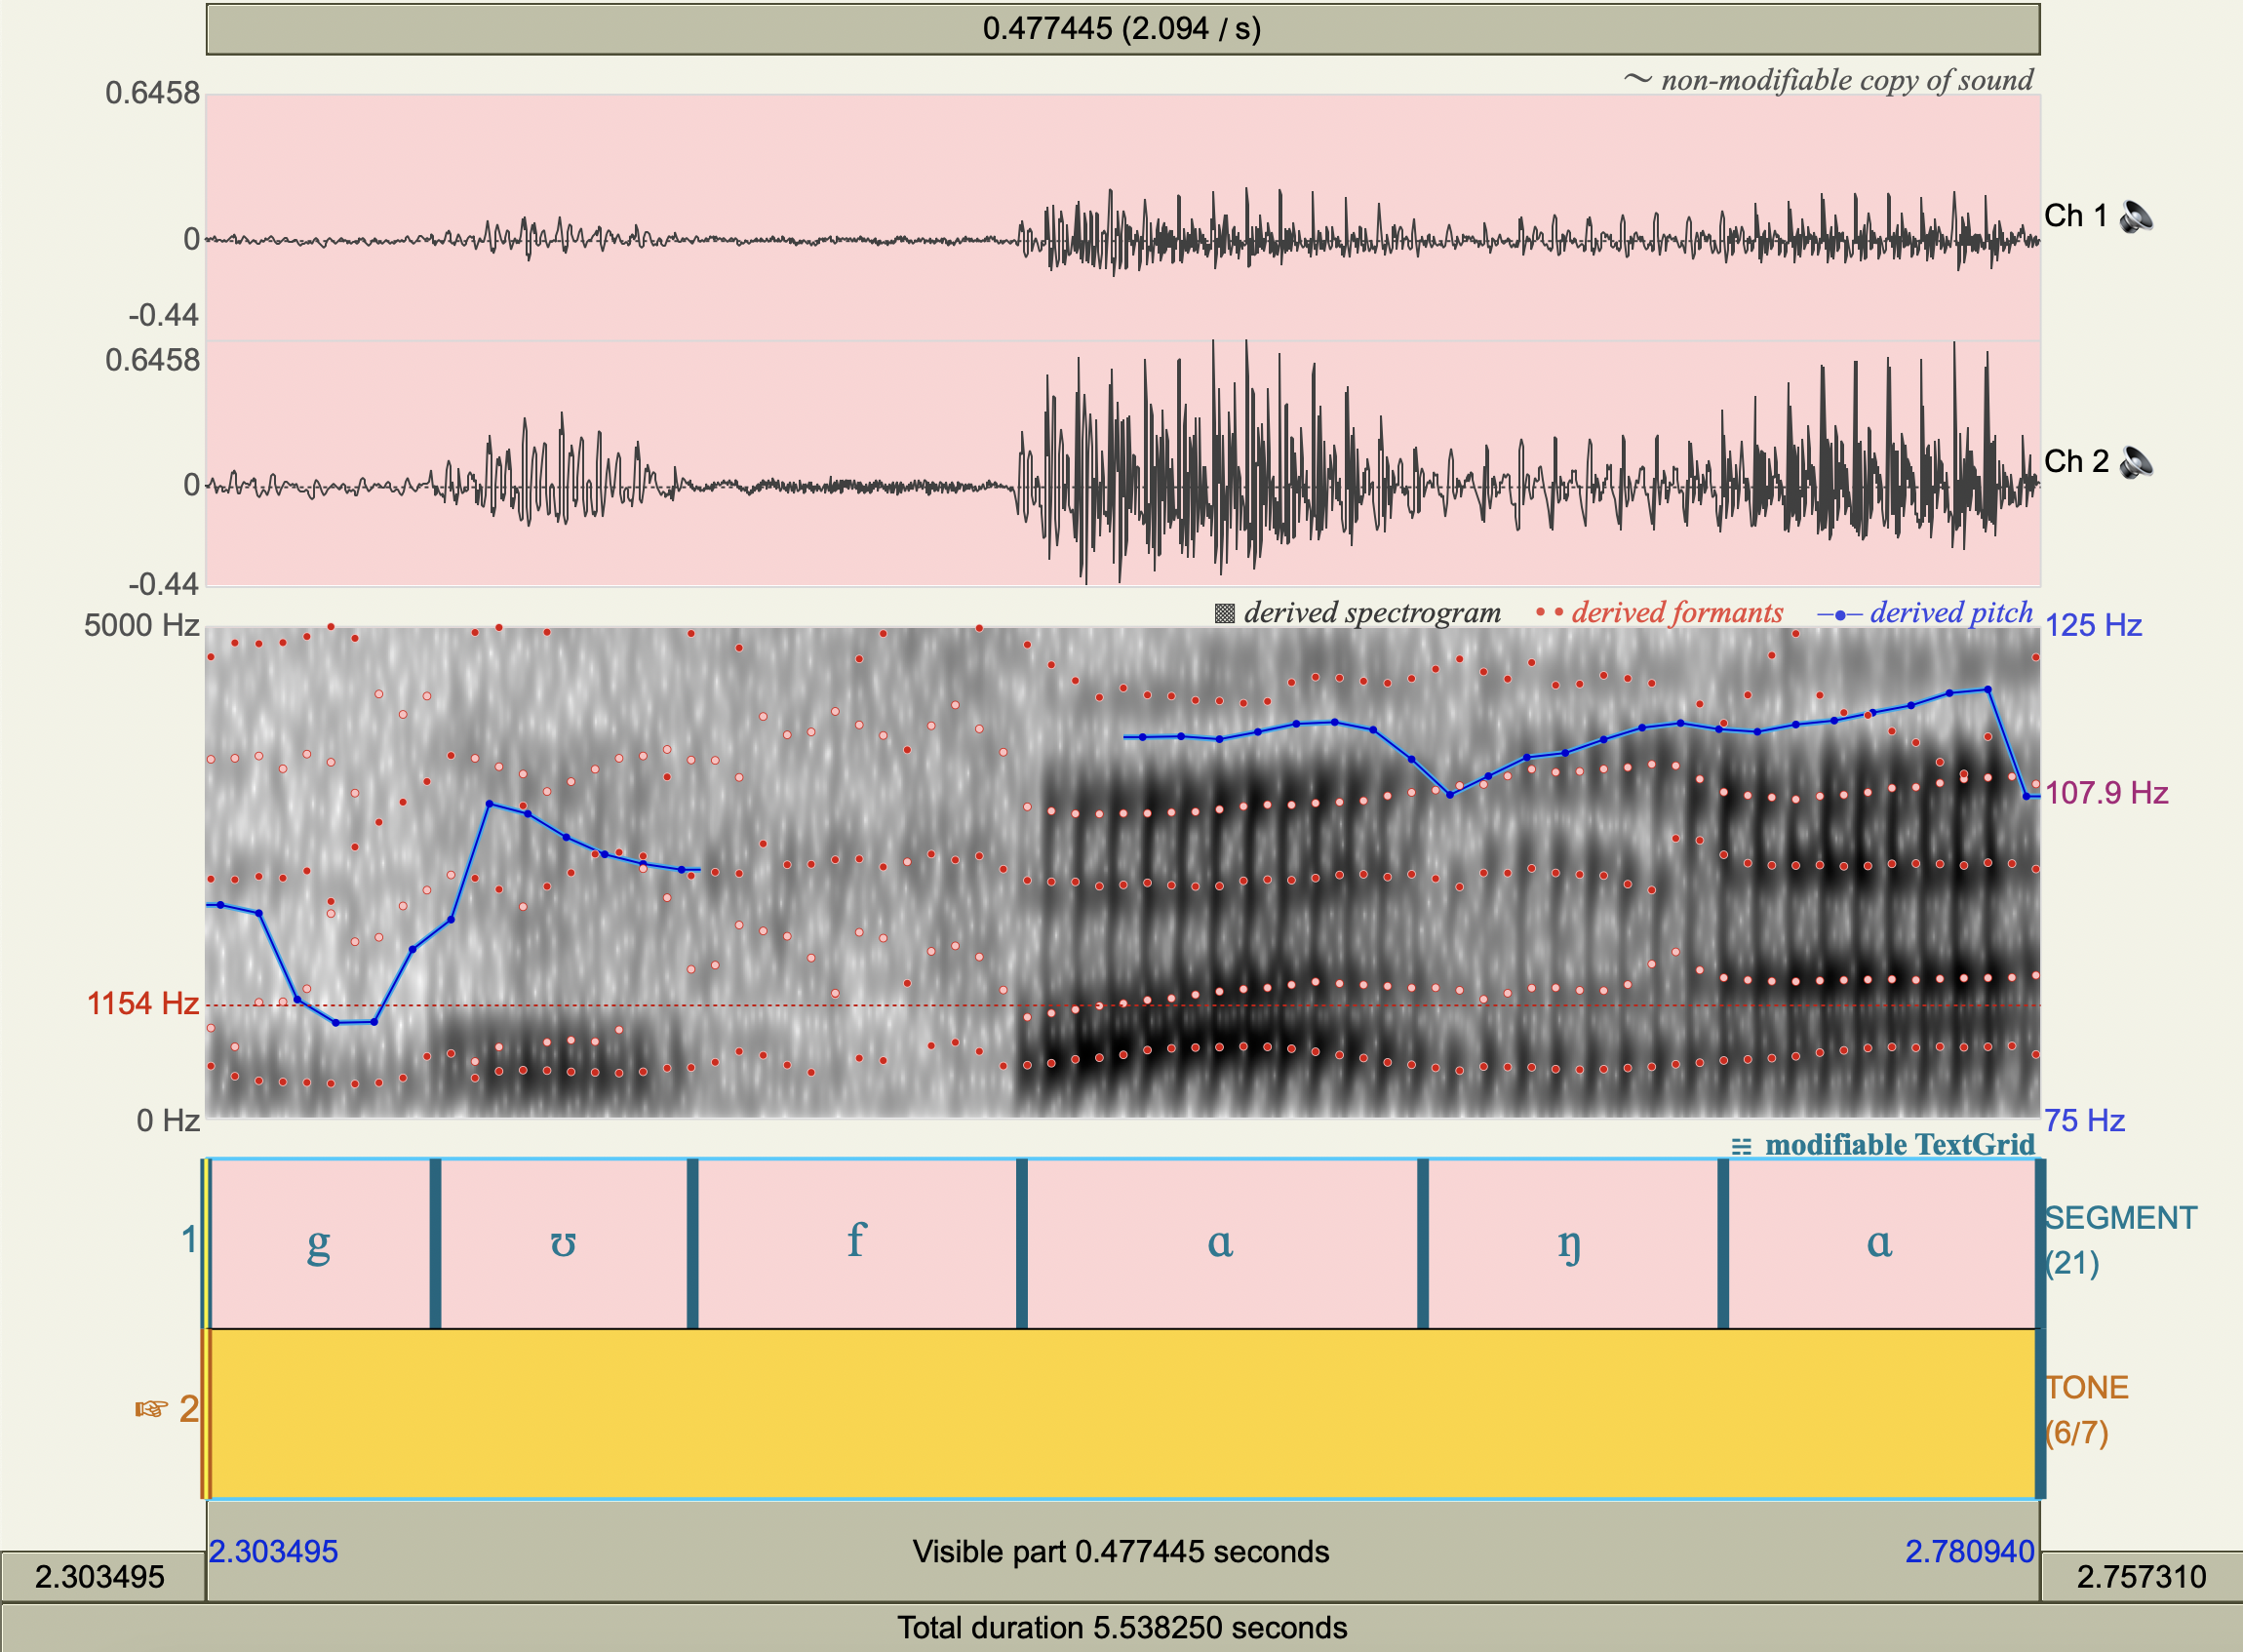 0.477445 (2.094 / s)
～ non-modifiable copy of sound
0.6458
0
-0.44
Ch 1
0.6458
0
-0.44
Ch 2
derived spectrogram derived formants derived pitch
5000 Hz
125 Hz
107.9 Hz
1154 Hz
0 Hz
75 Hz
modifiable TextGrid
1 g ʊ f ɑ ŋ ɑ
SEGMENT
(21)
☞ 2
TONE
(6/7)
2.303495 Visible part 0.477445 seconds 2.780940
2.303495 2.757310
Total duration 5.538250 seconds